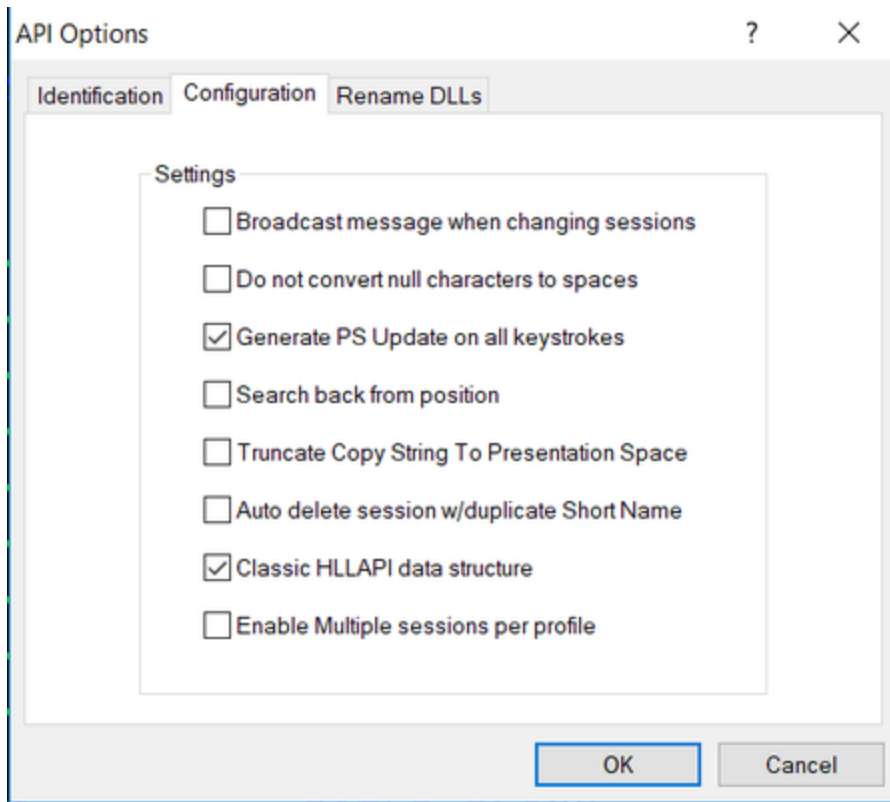 API Options ?
Identification Configuration Rename DLLs
Settings
Broadcast message when changing sessions
Do not convert null characters to spaces
Generate PS Update on all keystrokes
Search back from position
Truncate Copy String To Presentation Space
Auto delete session w/duplicate Short Name
Classic HLLAPI data structure
Enable Multiple sessions per profile
OK Cancel